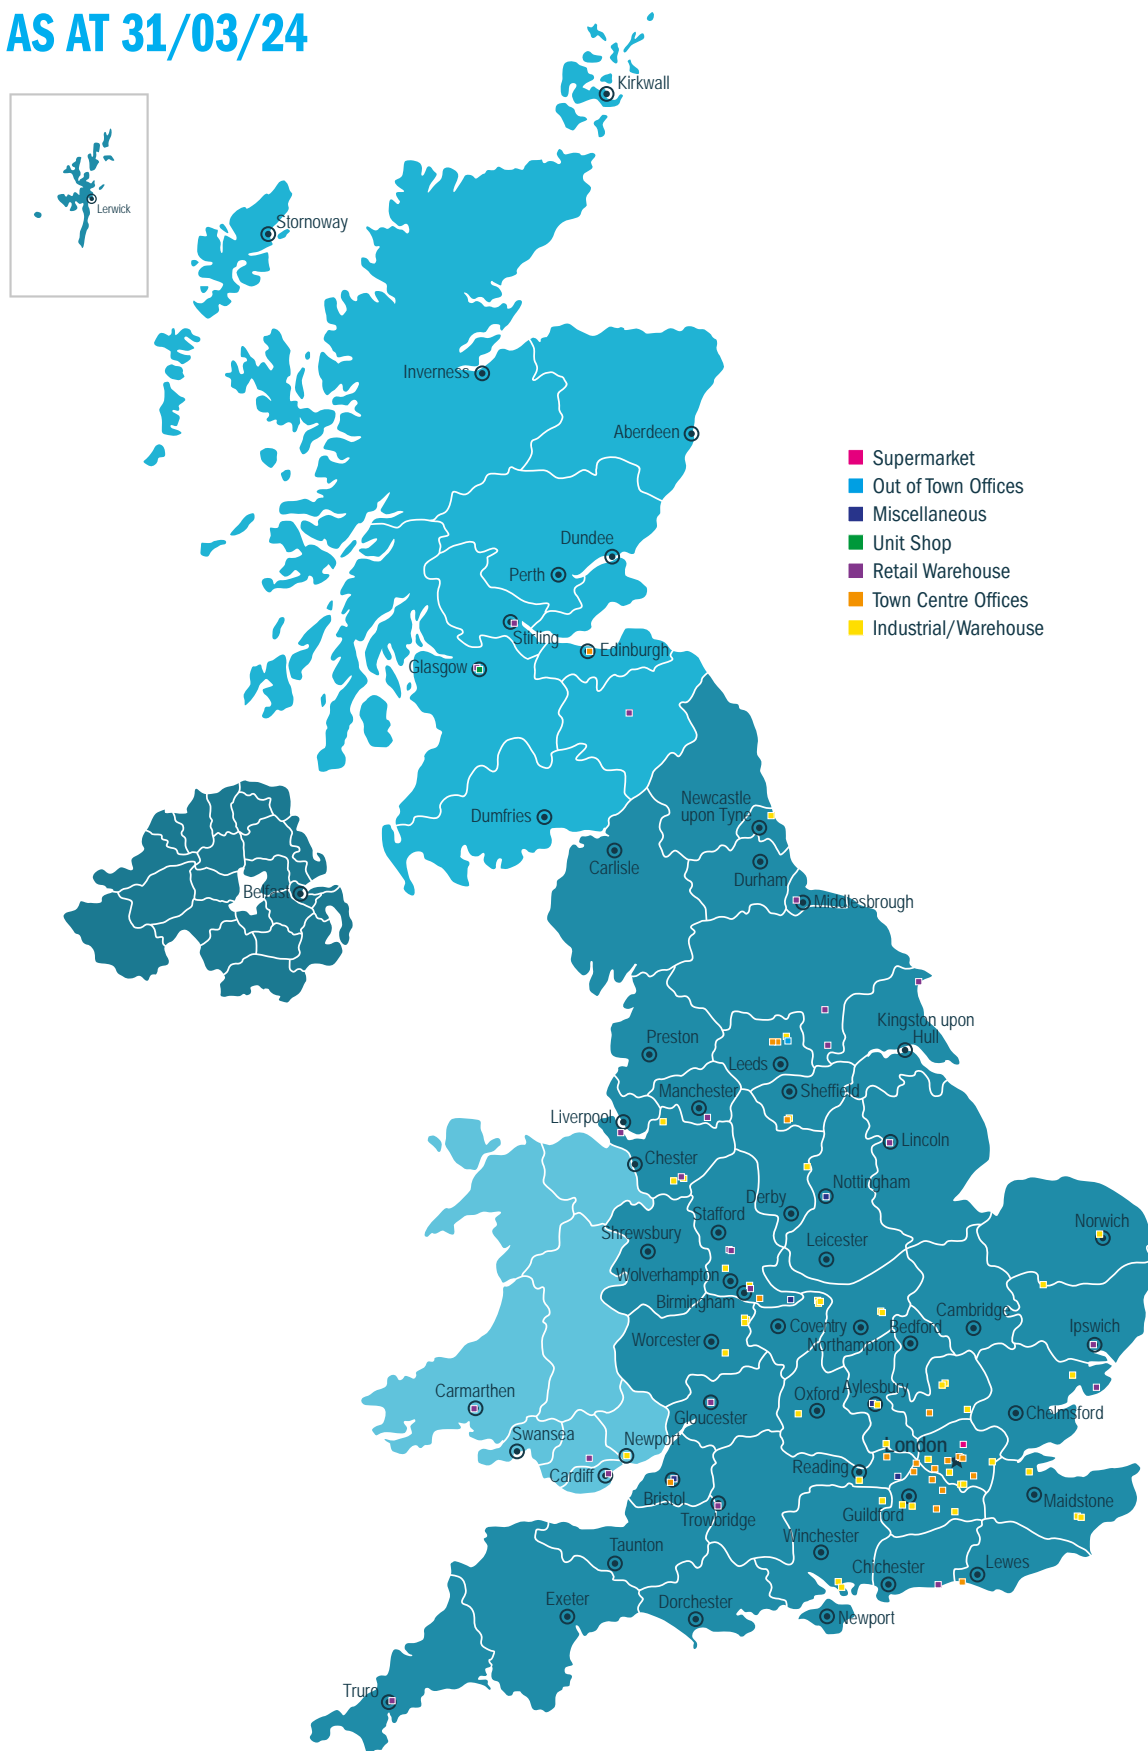 AS AT 31/03/24
Kirkwall
Lerwick
Stornoway
Inverness
Aberdeen
Supermarket
Out of Town Offices
Miscellaneous
Unit Shop
Retail Warehouse
Town Centre Offices
Industrial/Warehouse
Dundee
Perth
Stirling
Edinburgh
Glasgow
Newcastle
upon Tyne
Dumfries
Carlisle
Durham
Belfast
Middlesbrough
Kingston upon
Hull
Preston
Leeds
Manchester
Sheffield
Liverpool
Lincoln
Chester
Nottingham
Derby
Stafford
Norwich
Shrewsbury
Leicester
Wolverhampton
Birmingham
Cambridge
Coventry
Bedford
Ipswich
Worcester
Northampton
Carmarthen
Oxford
Aylesbury
Gloucester
Chelmsford
Swansea
Newport
London
Cardiff
Reading
Bristol
Maidstone
Trowbridge
Guildford
Winchester
Taunton
Chichester
Lewes
Exeter
Dorchester
Newport
Truro